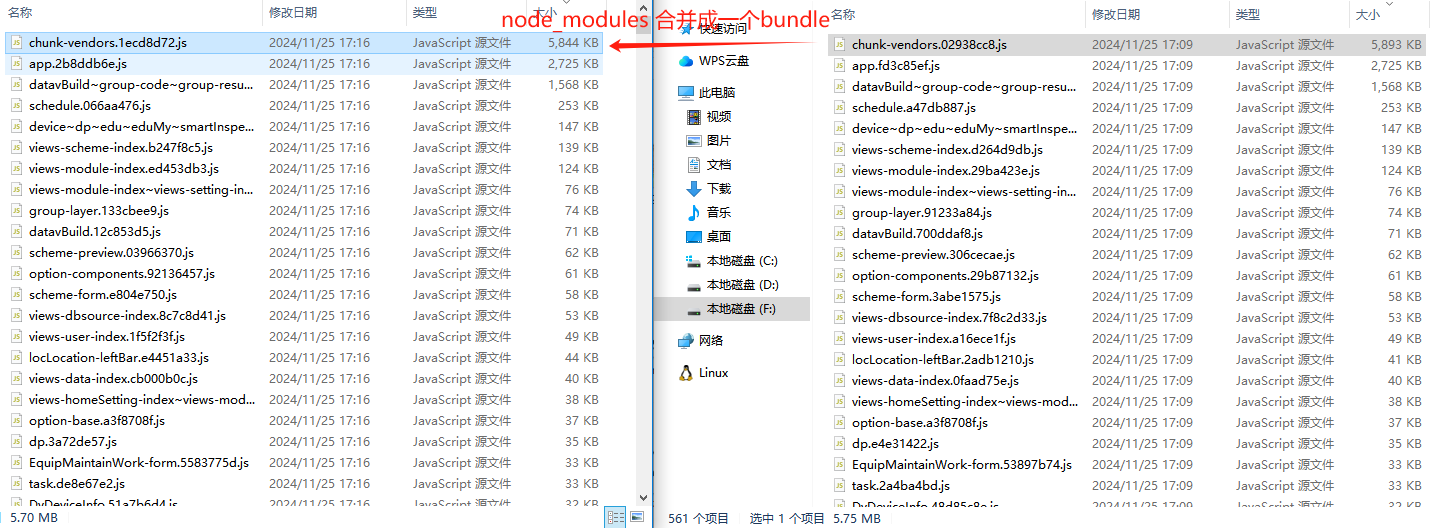 node_modules 合并成一个bundle
名称 修改日期 类型 大小
chunk-vendors.1ecd8d72.js 2024/11/25 17:16 JavaScript 源文件 5,844 KB
app.2b8ddb6e.js 2024/11/25 17:16 JavaScript 源文件 2,725 KB
datavBuild~group-code~group-resu... 2024/11/25 17:16 JavaScript 源文件 1,568 KB
schedule.066aa476.js 2024/11/25 17:16 JavaScript 源文件 253 KB
device~dp~edu~eduMy~smartInspe... 2024/11/25 17:16 JavaScript 源文件 147 KB
views-scheme-index.b247f8c5.js 2024/11/25 17:16 JavaScript 源文件 139 KB
views-module-index.ed453db3.js 2024/11/25 17:16 JavaScript 源文件 124 KB
views-module-index~views-setting-in... 2024/11/25 17:16 JavaScript 源文件 76 KB
group-layer.133cbee9.js 2024/11/25 17:16 JavaScript 源文件 74 KB
datavBuild.12c853d5.js 2024/11/25 17:16 JavaScript 源文件 71 KB
scheme-preview.03966370.js 2024/11/25 17:16 JavaScript 源文件 62 KB
option-components.92136457.js 2024/11/25 17:16 JavaScript 源文件 61 KB
scheme-form.e804e750.js 2024/11/25 17:16 JavaScript 源文件 58 KB
views-dbsource-index.8c7c8d41.js 2024/11/25 17:16 JavaScript 源文件 53 KB
views-user-index.1f5f2f3f.js 2024/11/25 17:16 JavaScript 源文件 49 KB
locLocation-leftBar.e4451a33.js 2024/11/25 17:16 JavaScript 源文件 44 KB
views-data-index.cb000b0c.js 2024/11/25 17:16 JavaScript 源文件 40 KB
views-homeSetting-index~views-mod... 2024/11/25 17:16 JavaScript 源文件 38 KB
option-base.a3f8708f.js 2024/11/25 17:16 JavaScript 源文件 37 KB
dp.3a72de57.js 2024/11/25 17:16 JavaScript 源文件 35 KB
EquipMaintainWork-form.5583775d.js 2024/11/25 17:16 JavaScript 源文件 33 KB
task.de8e67e2.js 2024/11/25 17:16 JavaScript 源文件 33 KB
DvDeviceInfo.51a7b6d4.js 2024/11/25 17:16 JavaScript 源文件 32 KB
5.70 MB
快速访问
WPS云盘
此电脑
视频
图片
文档
下载
音乐
桌面
本地磁盘 (C:)
本地磁盘 (D:)
本地磁盘 (F:)
网络
Linux
名称 修改日期 类型 大小
chunk-vendors.02938cc8.js 2024/11/25 17:09 JavaScript 源文件 5,893 KB
app.fd3c85ef.js 2024/11/25 17:09 JavaScript 源文件 2,725 KB
datavBuild~group-code~group-resu... 2024/11/25 17:09 JavaScript 源文件 1,568 KB
schedule.a47db887.js 2024/11/25 17:09 JavaScript 源文件 253 KB
device~dp~edu~eduMy~smartInspe... 2024/11/25 17:09 JavaScript 源文件 147 KB
views-scheme-index.d264d9db.js 2024/11/25 17:09 JavaScript 源文件 139 KB
views-module-index.29ba423e.js 2024/11/25 17:09 JavaScript 源文件 124 KB
views-module-index~views-setting-in... 2024/11/25 17:09 JavaScript 源文件 76 KB
group-layer.91233a84.js 2024/11/25 17:09 JavaScript 源文件 74 KB
datavBuild.700ddaf8.js 2024/11/25 17:09 JavaScript 源文件 71 KB
scheme-preview.306cecae.js 2024/11/25 17:09 JavaScript 源文件 62 KB
option-components.29b87132.js 2024/11/25 17:09 JavaScript 源文件 61 KB
scheme-form.3abe1575.js 2024/11/25 17:09 JavaScript 源文件 58 KB
views-dbsource-index.7f8c2d33.js 2024/11/25 17:09 JavaScript 源文件 53 KB
views-user-index.a16ece1f.js 2024/11/25 17:09 JavaScript 源文件 49 KB
locLocation-leftBar.2adb1210.js 2024/11/25 17:09 JavaScript 源文件 41 KB
views-data-index.0faad75e.js 2024/11/25 17:09 JavaScript 源文件 40 KB
views-homeSetting-index~views-mod... 2024/11/25 17:09 JavaScript 源文件 38 KB
option-base.a3f8708f.js 2024/11/25 17:09 JavaScript 源文件 37 KB
dp.e4e31422.js 2024/11/25 17:09 JavaScript 源文件 35 KB
EquipMaintainWork-form.53897b74.js 2024/11/25 17:09 JavaScript 源文件 33 KB
task.2a4ba4bd.js 2024/11/25 17:09 JavaScript 源文件 33 KB
2024/11/25 17:09 JavaScript 源文件 32 KB
561 个项目 选中 1 个项目 5.75 MB